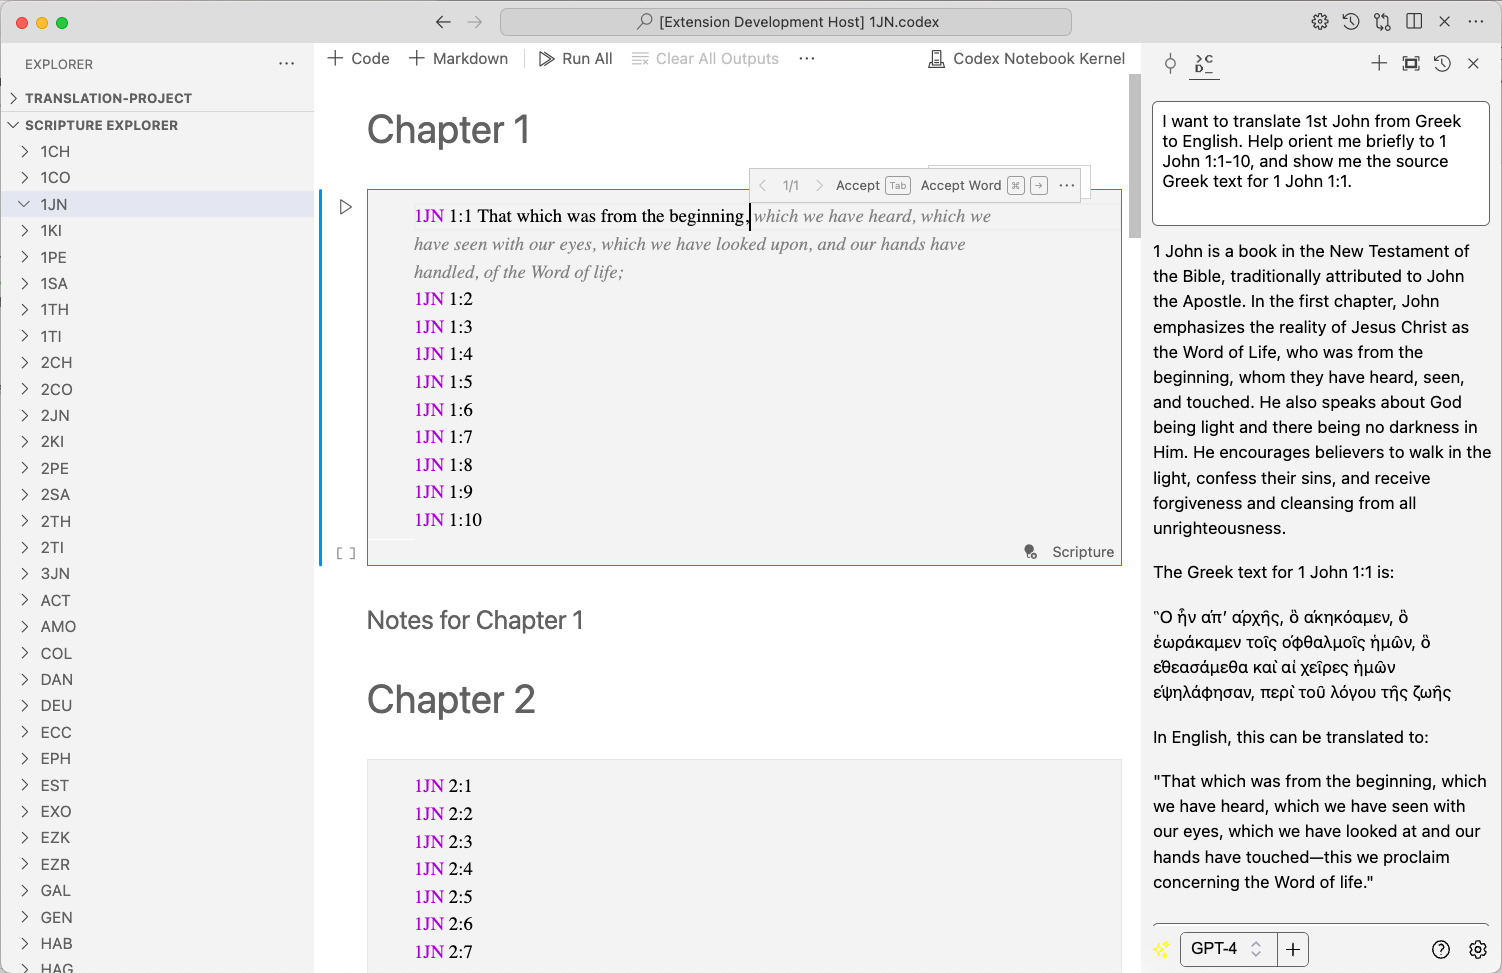 [Extension Development Host] 1JN.codex
EXPLORER
TRANSLATION-PROJECT
SCRIPTURE EXPLORER
1CH
1CO
1JN
1KI
1PE
1SA
1TH
1TI
2CH
2CO
2JN
2KI
2PE
2SA
2TH
2TI
3JN
ACT
AMO
COL
DAN
DEU
ECC
EPH
EST
EXO
EZK
EZR
GAL
GEN
HAB
HAG
Code
Markdown
Run All
Clear All Outputs
Codex Notebook Kernel
Chapter 1
1/1
Accept Tab
Accept Word ⌘ →
1JN 1:1 That which was from the beginning, which we have heard, which we
have seen with our eyes, which we have looked upon, and our hands have
handled, of the Word of life;
1JN 1:2
1JN 1:3
1JN 1:4
1JN 1:5
1JN 1:6
1JN 1:7
1JN 1:8
1JN 1:9
1JN 1:10
[ ]
Scripture
Notes for Chapter 1
Chapter 2
1JN 2:1
1JN 2:2
1JN 2:3
1JN 2:4
1JN 2:5
1JN 2:6
1JN 2:7
>C
D_
I want to translate 1st John from Greek
to English. Help orient me briefly to 1
John 1:1-10, and show me the source
Greek text for 1 John 1:1.
1 John is a book in the New Testament of
the Bible, traditionally attributed to John
the Apostle. In the first chapter, John
emphasizes the reality of Jesus Christ as
the Word of Life, who was from the
beginning, whom they have heard, seen,
and touched. He also speaks about God
being light and there being no darkness in
Him. He encourages believers to walk in the
light, confess their sins, and receive
forgiveness and cleansing from all
unrighteousness.
The Greek text for 1 John 1:1 is:
Ὃ ἦν ἀπ’ ἀρχῆς, ὃ ἀκηκόαμεν, ὃ
ἑωράκαμεν τοῖς ὀφθαλμοῖς ἡμῶν, ὃ
ἐθεασάμεθα καὶ αἱ χεῖρες ἡμῶν
ἐψηλάφησαν, περὶ τοῦ λόγου τῆς ζωῆς
In English, this can be translated to:
"That which was from the beginning, which
we have heard, which we have seen with
our eyes, which we have looked at and our
hands have touched—this we proclaim
concerning the Word of life."
GPT-4